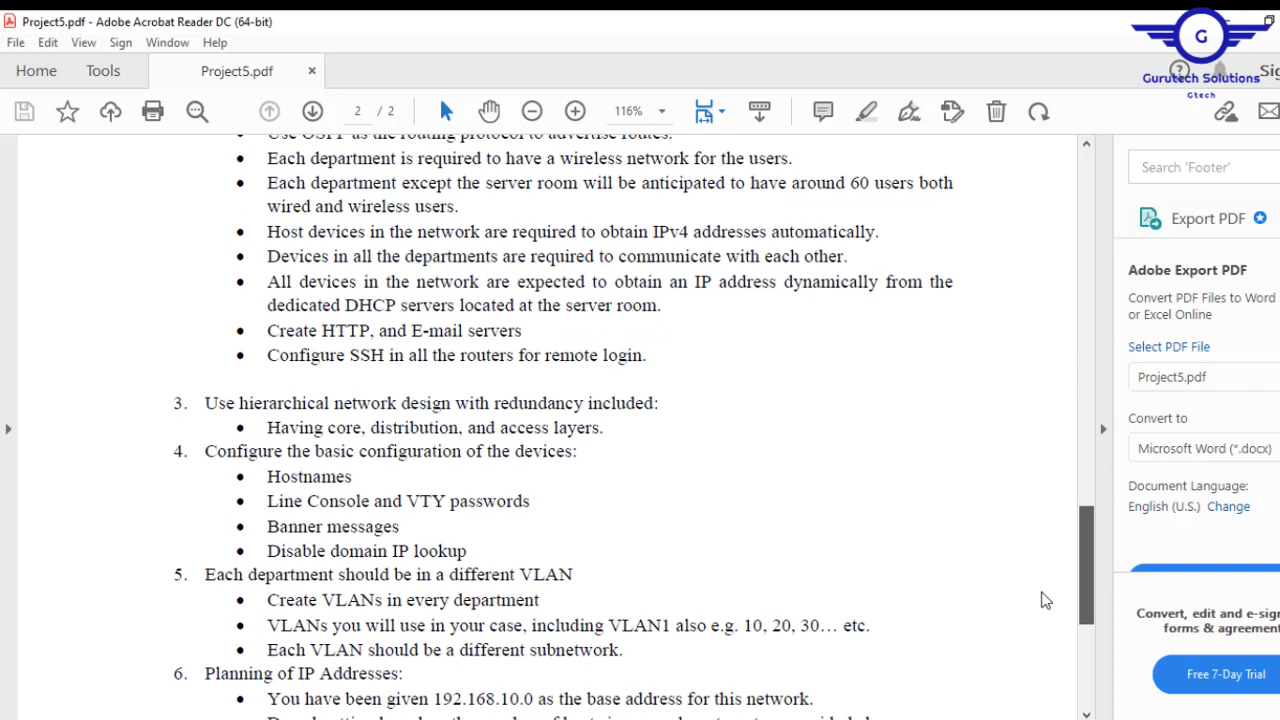 Project5.pdf - Adobe Acrobat Reader DC (64-bit)
File Edit View Sign Window Help
Home Tools Project5.pdf ×
2 / 2 116%
G
Gurutech Solutions
Gtech
Use OSPF as the routing protocol to advertise routes.
• Each department is required to have a wireless network for the users.
• Each department except the server room will be anticipated to have around 60 users both
wired and wireless users.
• Host devices in the network are required to obtain IPv4 addresses automatically.
• Devices in all the departments are required to communicate with each other.
• All devices in the network are expected to obtain an IP address dynamically from the
dedicated DHCP servers located at the server room.
• Create HTTP, and E-mail servers
• Configure SSH in all the routers for remote login.
3. Use hierarchical network design with redundancy included:
• Having core, distribution, and access layers.
4. Configure the basic configuration of the devices:
• Hostnames
• Line Console and VTY passwords
• Banner messages
• Disable domain IP lookup
5. Each department should be in a different VLAN
• Create VLANs in every department
• VLANs you will use in your case, including VLAN1 also e.g. 10, 20, 30… etc.
• Each VLAN should be a different subnetwork.
6. Planning of IP Addresses:
• You have been given 192.168.10.0 as the base address for this network.
Search 'Footer'
Export PDF
Adobe Export PDF
Convert PDF Files to Word
or Excel Online
Select PDF File
Project5.pdf
Convert to
Microsoft Word (*.docx)
Document Language:
English (U.S.) Change
Convert, edit and e-sign
forms & agreement
Free 7-Day Trial